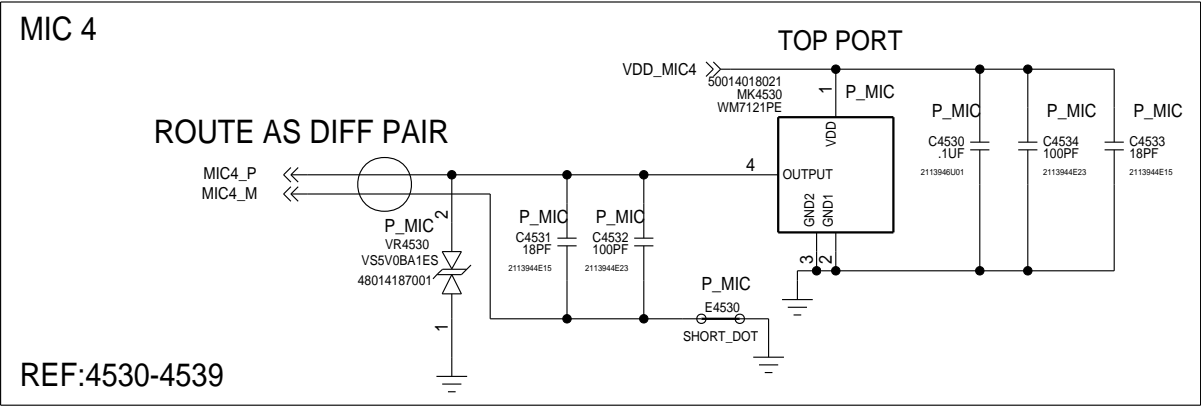 MIC 4
TOP PORT
VDD_MIC4
50014018021
MK4530
WM7121PE
1
P_MIC
VDD
P_MIC
C4530
.1UF
2113946U01
P_MIC
C4534
100PF
2113944E23
P_MIC
C4533
18PF
2113944E15
ROUTE AS DIFF PAIR
MIC4_P
MIC4_M
4
OUTPUT
GND2
GND1
3
2
2
P_MIC
VR4530
VS5V0BA1ES
48014187001
1
P_MIC
C4531
18PF
2113944E15
P_MIC
C4532
100PF
2113944E23
P_MIC
E4530
SHORT_DOT
REF:4530-4539